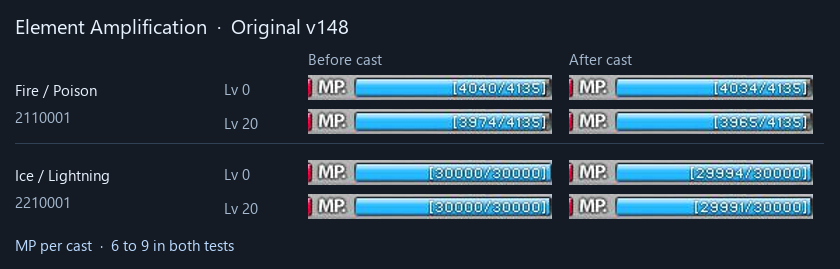 Element Amplification · Original v148
Before cast After cast
Fire / Poison Lv 0 MP. [4040/4135] MP. [4034/4135]
2110001 Lv 20 MP. [3974/4135] MP. [3965/4135]
Ice / Lightning Lv 0 MP. [30000/30000] MP. [29994/30000]
2210001 Lv 20 MP. [30000/30000] MP. [29991/30000]
MP per cast · 6 to 9 in both tests